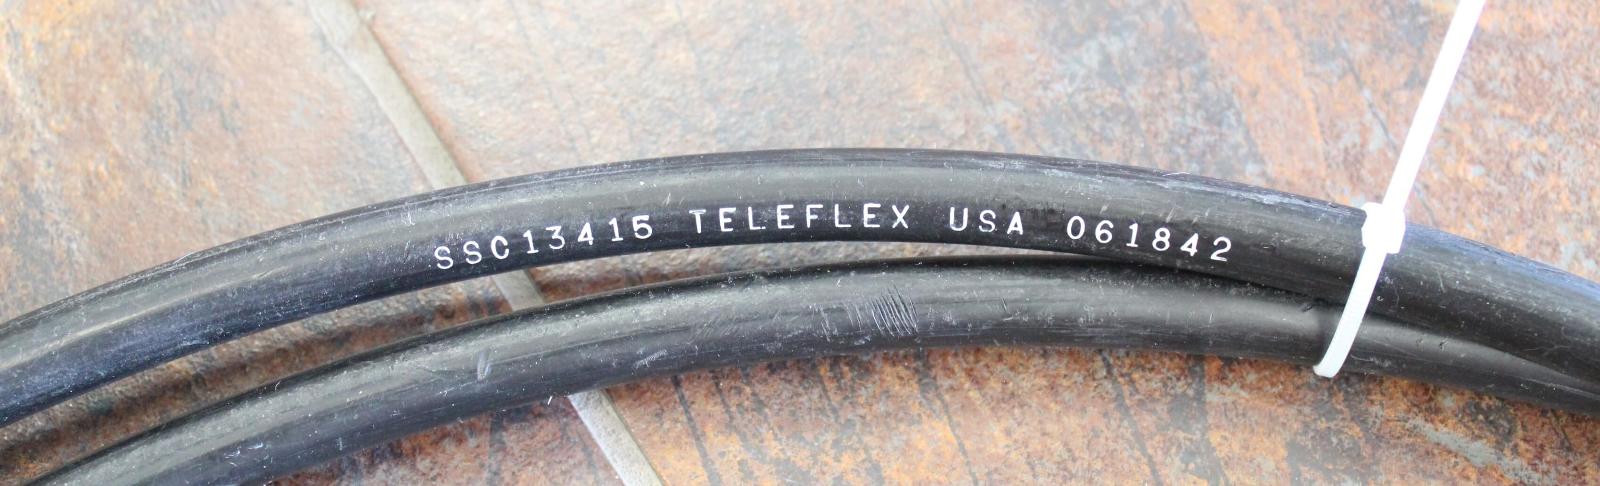 SSC13415 TELEFLEX USA 061842